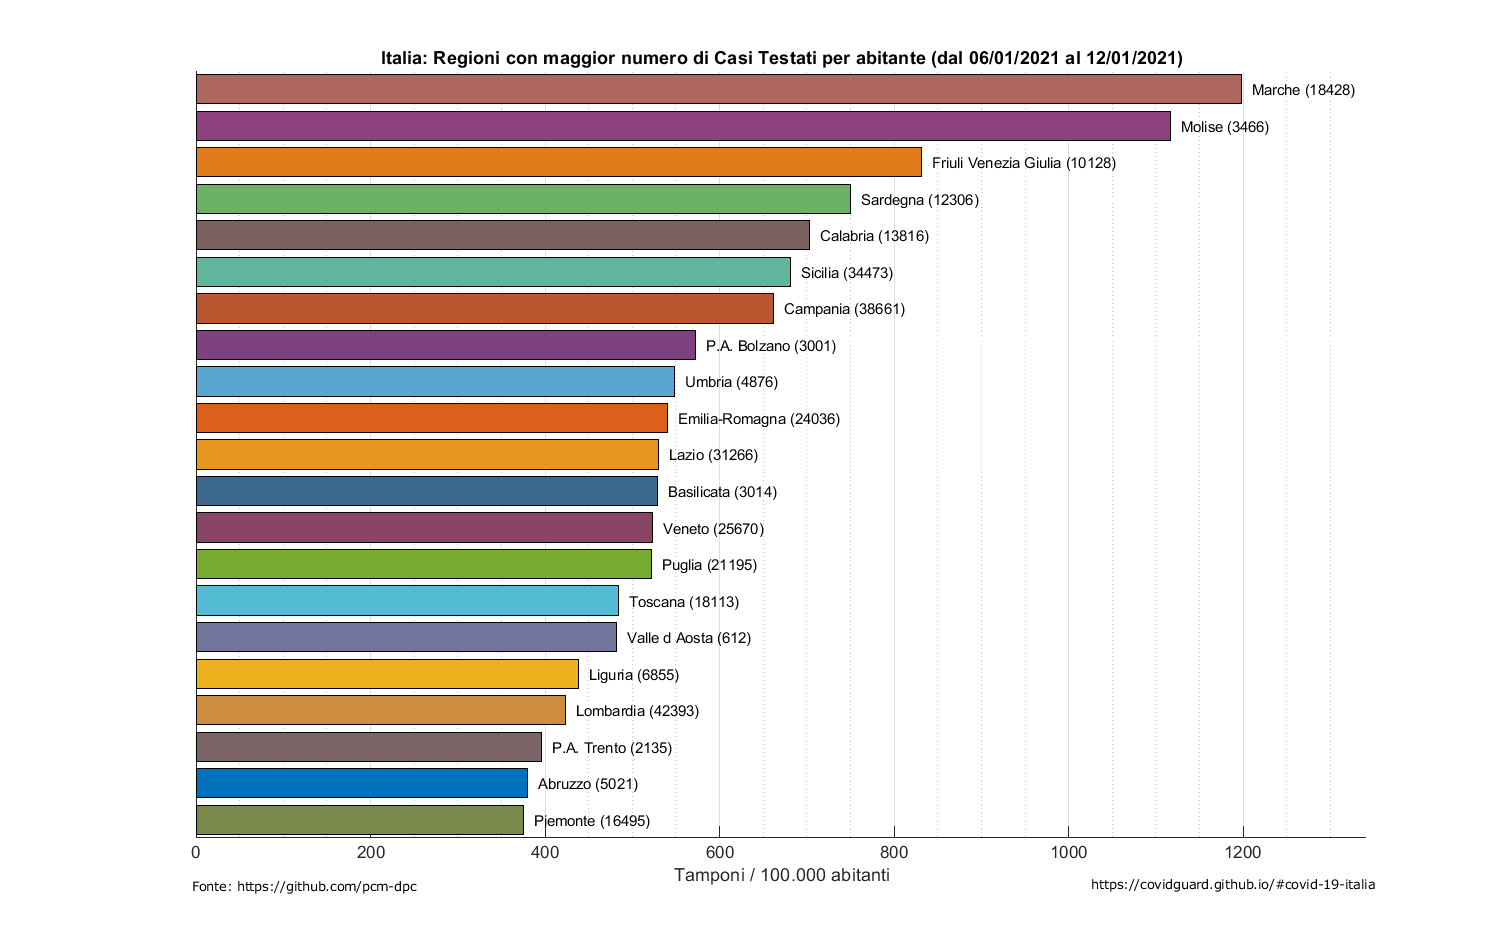 Italia: Regioni con maggior numero di Casi Testati per abitante (dal 06/01/2021 al 12/01/2021)
Marche (18428)
Molise (3466)
Friuli Venezia Giulia (10128)
Sardegna (12306)
Calabria (13816)
Sicilia (34473)
Campania (38661)
P.A. Bolzano (3001)
Umbria (4876)
Emilia-Romagna (24036)
Lazio (31266)
Basilicata (3014)
Veneto (25670)
Puglia (21195)
Toscana (18113)
Valle d Aosta (612)
Liguria (6855)
Lombardia (42393)
P.A. Trento (2135)
Abruzzo (5021)
Piemonte (16495)
0 200 400 600 800 1000 1200
Tamponi / 100.000 abitanti
Fonte: https://github.com/pcm-dpc
https://covidguard.github.io/#covid-19-italia